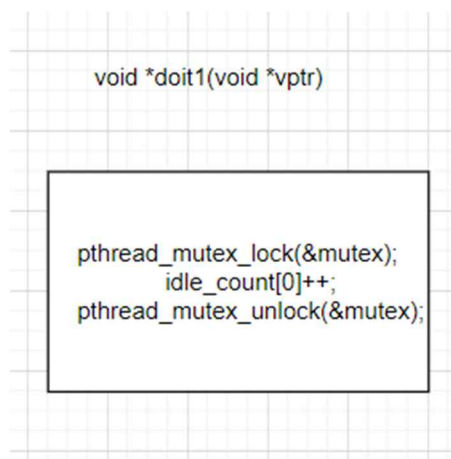 void *doit1(void *vptr)
pthread_mutex_lock(&mutex);
idle_count[0]++;
pthread_mutex_unlock(&mutex);